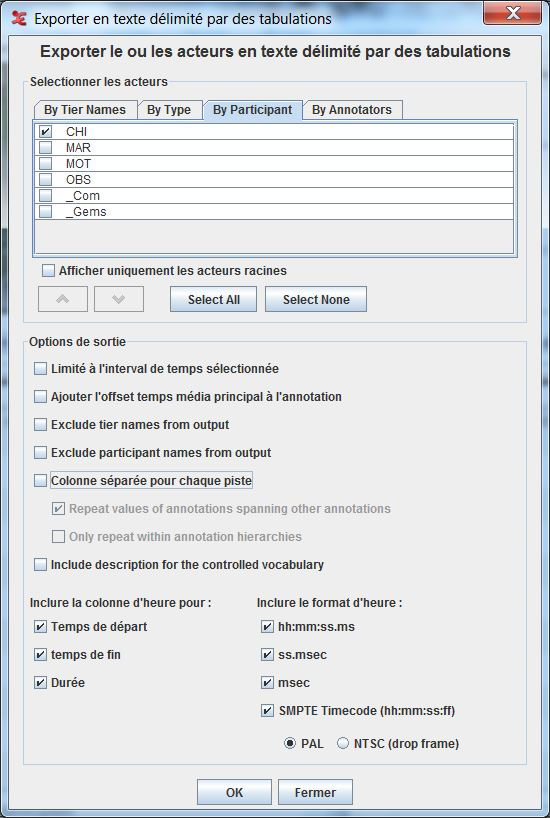 Exporter en texte délimité par des tabulations
Exporter le ou les acteurs en texte délimité par des tabulations
Selectionner les acteurs
By Tier Names By Type By Participant By Annotators
CHI
MAR
MOT
OBS
_Com
_Gems
Afficher uniquement les acteurs racines
Select All Select None
Options de sortie
Limité à l'interval de temps sélectionnée
Ajouter l'offset temps média principal à l'annotation
Exclude tier names from output
Exclude participant names from output
Colonne séparée pour chaque piste
Repeat values of annotations spanning other annotations
Only repeat within annotation hierarchies
Include description for the controlled vocabulary
Inclure la colonne d'heure pour : Inclure le format d'heure :
Temps de départ hh:mm:ss.ms
temps de fin ss.msec
Durée msec
SMPTE Timecode (hh:mm:ss:ff)
PAL NTSC (drop frame)
OK Fermer